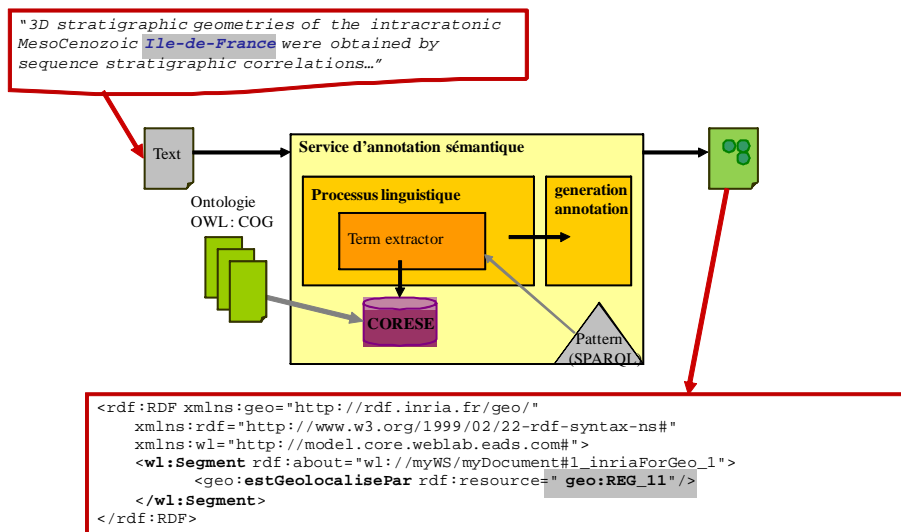 "3D stratigraphic geometries of the intracratonic
MesoCenozoic Ile-de-France were obtained by
sequence stratigraphic correlations…"
Text
Service d'annotation sémantique
Processus linguistique
generation
annotation
Ontologie
OWL : COG
Term extractor
CORESE
Pattern
(SPARQL)
<rdf:RDF xmlns:geo="http://rdf.inria.fr/geo/"
xmlns:rdf="http://www.w3.org/1999/02/22-rdf-syntax-ns#"
xmlns:wl="http://model.core.weblab.eads.com#">
<wl:Segment rdf:about="wl://myWS/myDocument#1_inriaForGeo_1">
<geo:estGeolocalisePar rdf:resource=" geo:REG_11"/>
</wl:Segment>
</rdf:RDF>